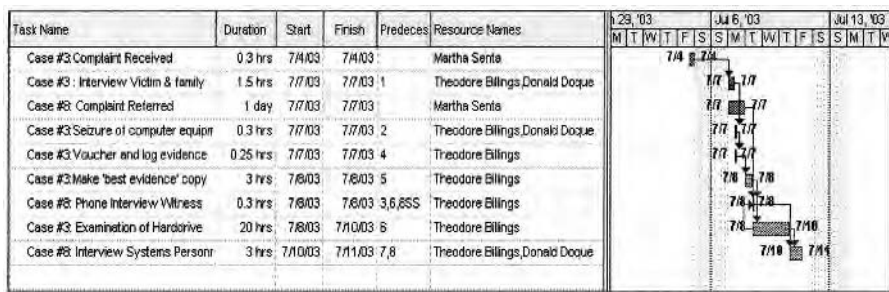 Task Name Duration Start Finish Predeces Resource Names 29, '03 Jul 6, '03 Jul 13, '03
M T W T F S S M T W T F S S M T W
Case #3 Complaint Received 0.3 hrs 7/4/03 7/4/03 Martha Senta 7/4 7/4
Case #3 : Interview Victim & family 1.5 hrs 7/7/03 7/7/03 1 Theodore Billings,Donald Doque 7/7 7/7
Case #8: Complaint Referred 1 day 7/7/03 7/7/03 Martha Senta 7/7 7/7
Case #3:Seizure of computer equipr 0.3 hrs 7/7/03 7/7/03 2 Theodore Billings,Donald Doque 7/7 7/7
Case #3:Voucher and log evidence 0.25 hrs 7/7/03 7/7/03 4 Theodore Billings 7/7 7/7
Case #3:Make 'best evidence' copy 3 hrs 7/8/03 7/8/03 5 Theodore Billings 7/8 7/8
Case #8: Phone Interview Witness 0.3 hrs 7/8/03 7/8/03 3,6,8SS Theodore Billings 7/8 7/8
Case #3: Examination of Hardrive 20 hrs 7/8/03 7/10/03 6 Theodore Billings 7/8 7/10
Case #8: Interview Systems Personr 3 hrs 7/10/03 7/11/03 7,8 Theodore Billings,Donald Doque 7/10 7/11